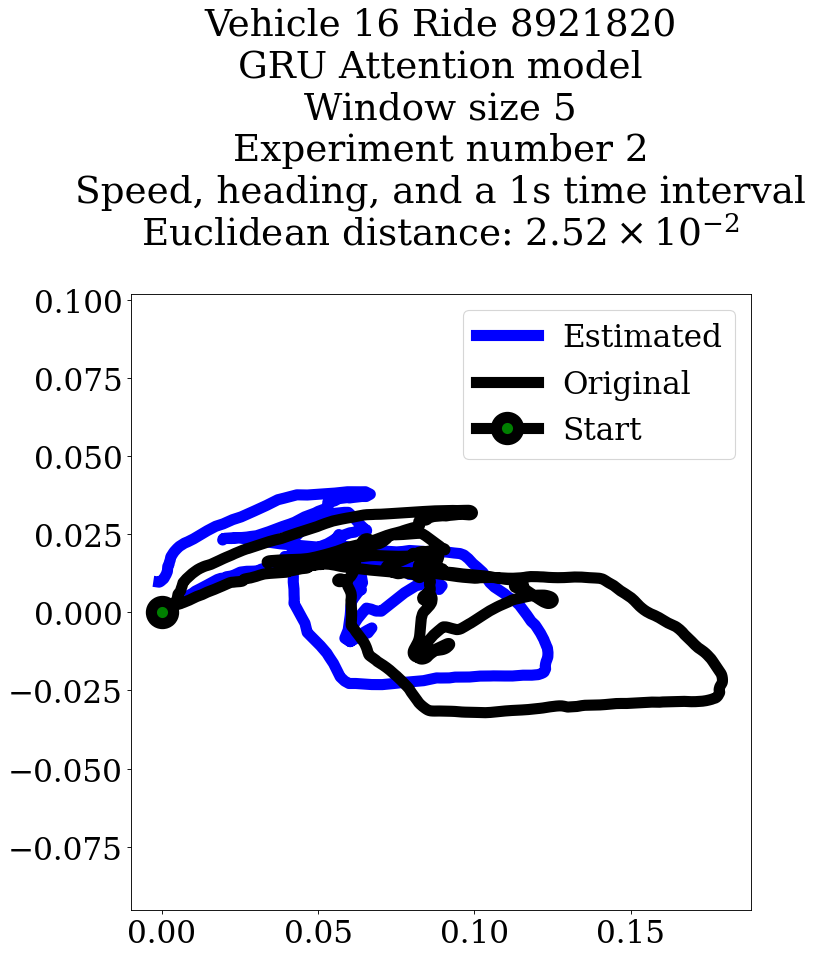 Vehicle 16 Ride 8921820
GRU Attention model
Window size 5
Experiment number 2
Speed, heading, and a 1s time interval
Euclidean distance: 2.52 × 10⁻²
0.100
0.075
0.050
0.025
0.000
−0.025
−0.050
−0.075
Estimated
Original
Start
0.00 0.05 0.10 0.15